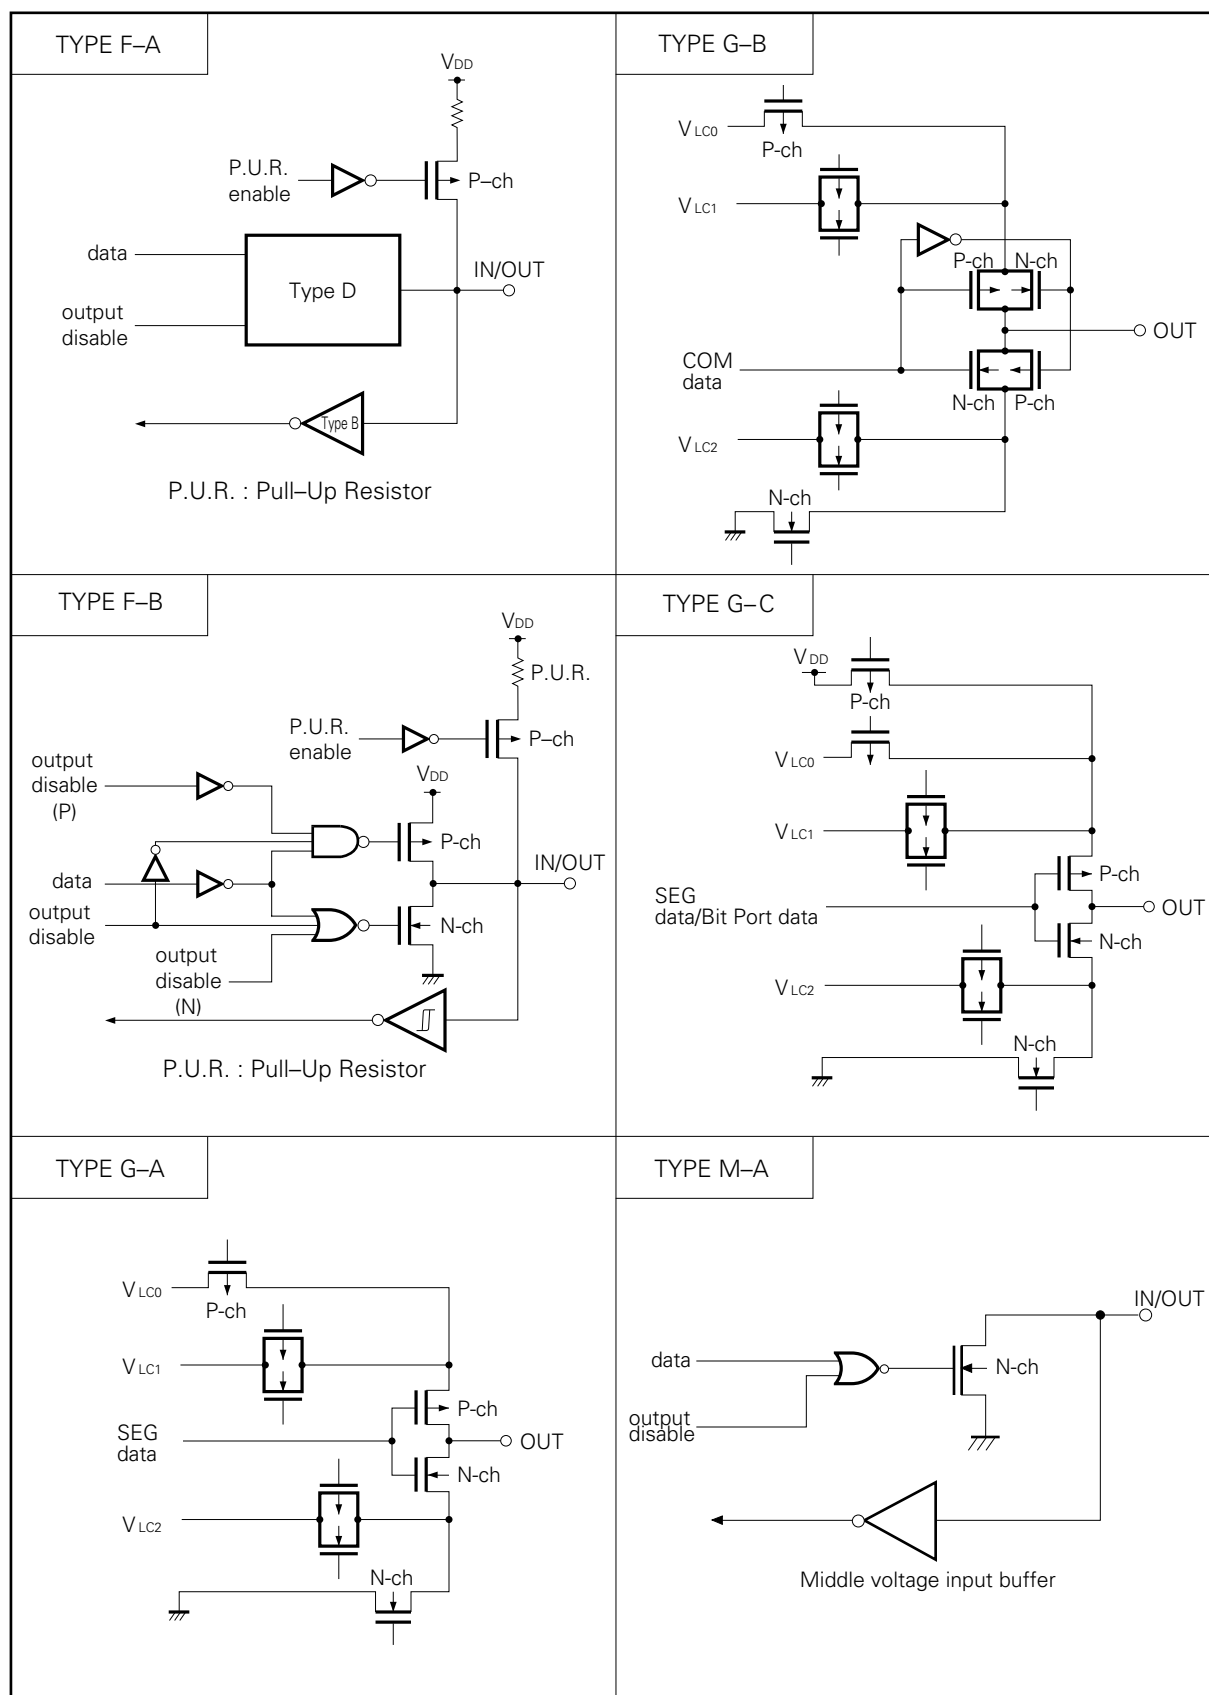 TYPE F–A
VDD
P.U.R.
enable
P–ch
data
Type D
IN/OUT
output
disable
Type B
P.U.R. : Pull–Up Resistor
TYPE G–B
VLC0
P-ch
VLC1
P-ch N-ch
OUT
COM
data
N-ch P-ch
VLC2
N-ch
TYPE F–B
VDD
P.U.R.
P.U.R.
enable
P–ch
output
disable
(P)
VDD
P-ch
IN/OUT
data
output
disable
N-ch
output
disable
(N)
P.U.R. : Pull–Up Resistor
TYPE G–C
VDD
P-ch
VLC0
VLC1
P-ch
SEG
data/Bit Port data
OUT
N-ch
VLC2
N-ch
TYPE G–A
VLC0
P-ch
VLC1
P-ch
SEG
data
OUT
N-ch
VLC2
N-ch
TYPE M–A
IN/OUT
data
N-ch
output
disable
Middle voltage input buffer